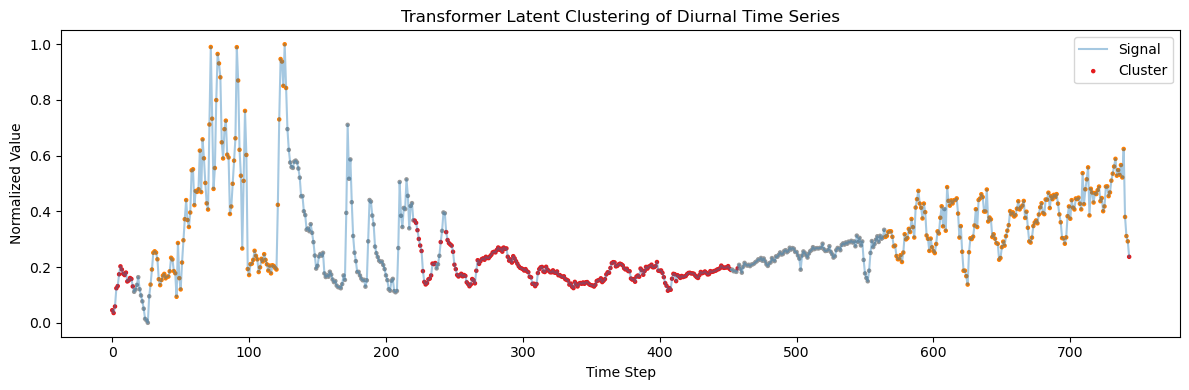 Transformer Latent Clustering of Diurnal Time Series
Signal
Cluster
Normalized Value
1.0
0.8
0.6
0.4
0.2
0.0
0 100 200 300 400 500 600 700
Time Step